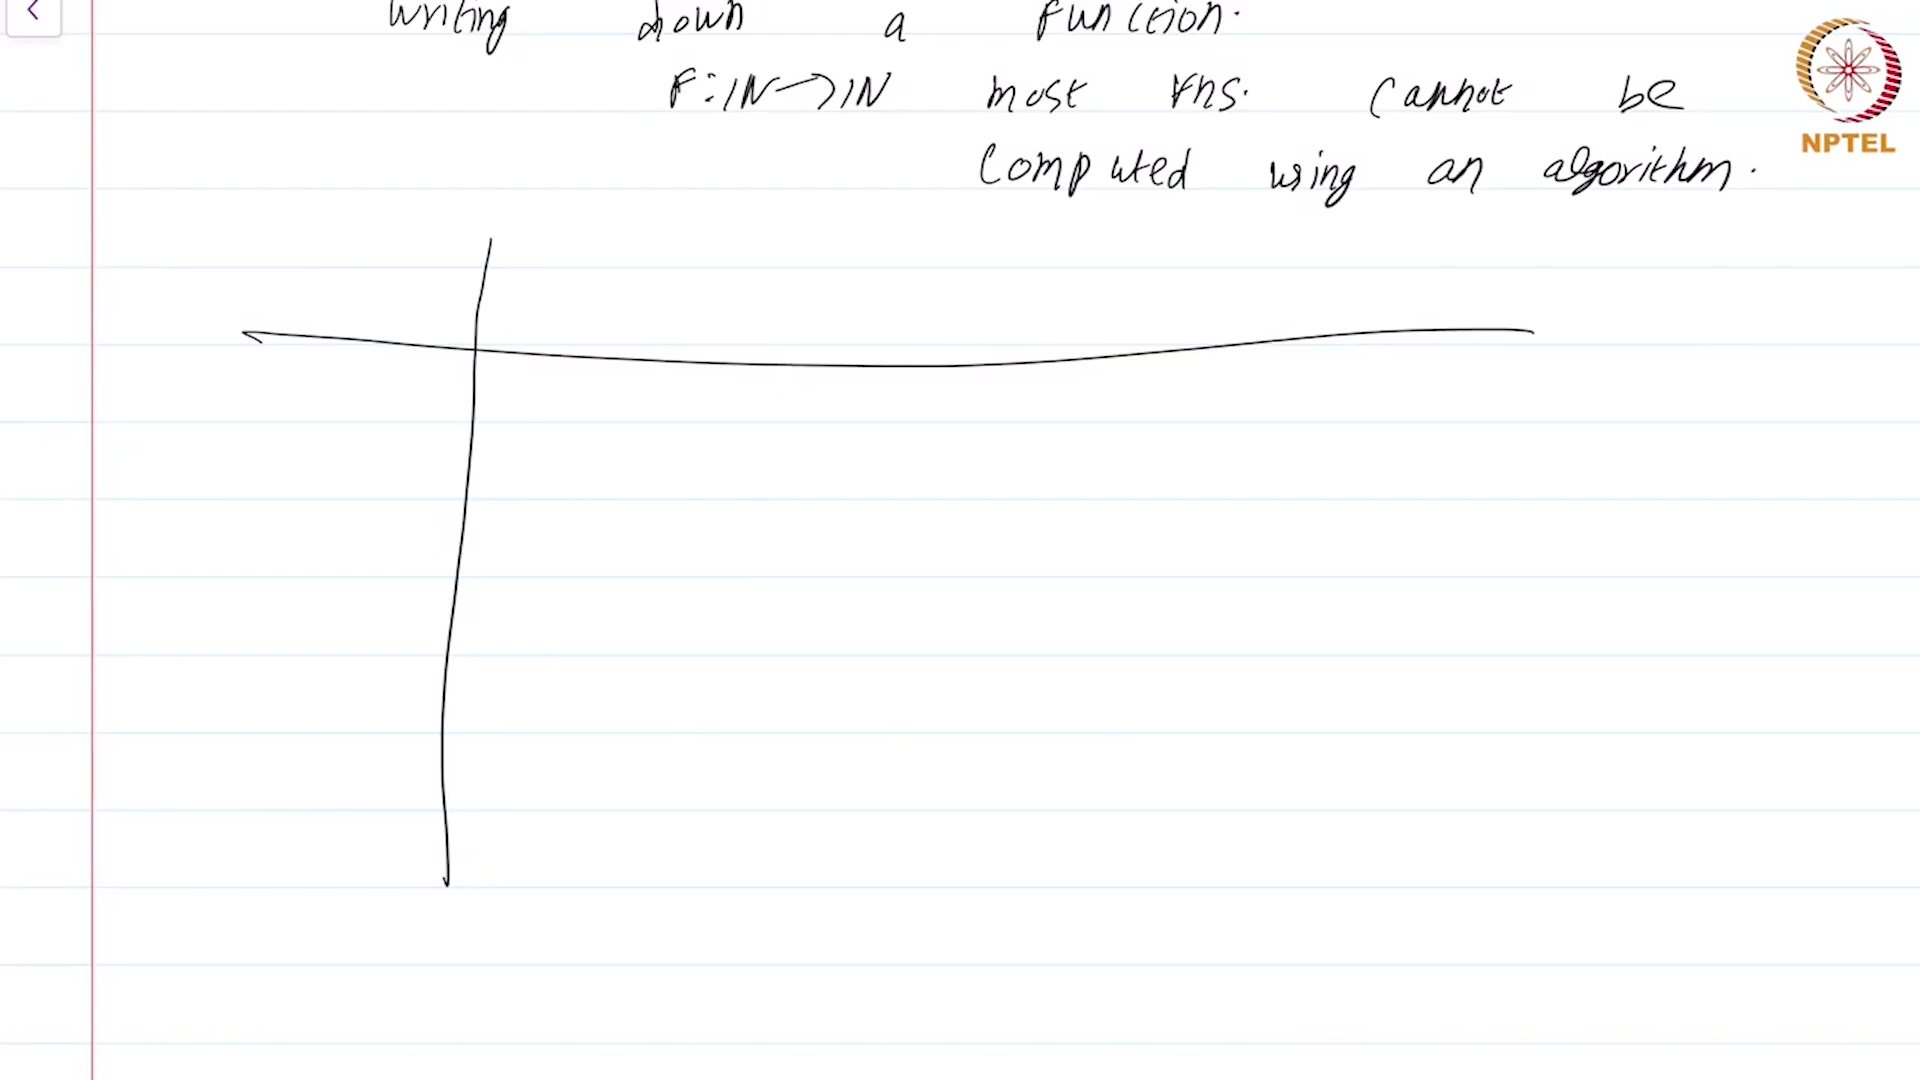 writing down a function.
F: IN → IN most fns. cannot be
computed using an algorithm.
NPTEL